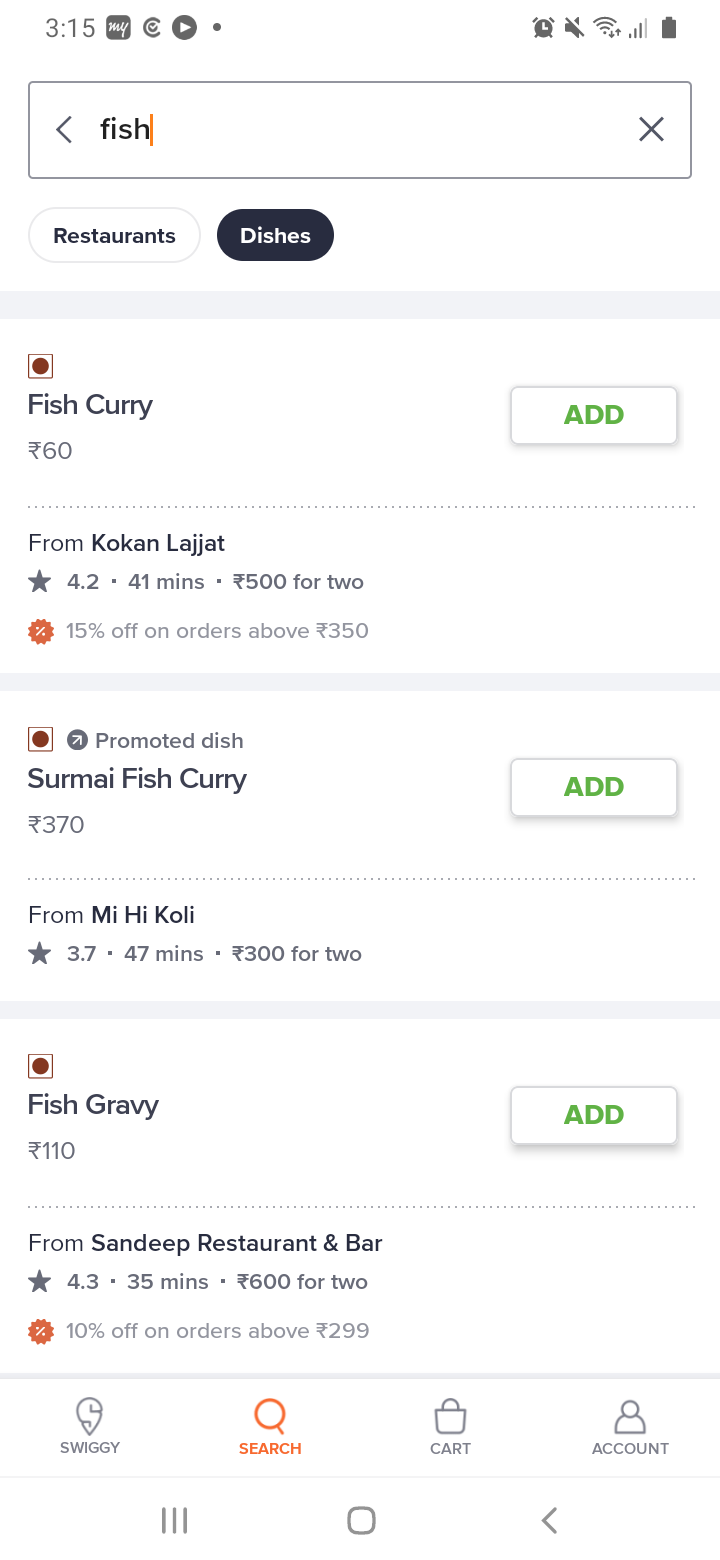 3:15 my
fish
Restaurants Dishes
Fish Curry
ADD
₹60
From Kokan Lajjat
4.2 · 41 mins · ₹500 for two
15% off on orders above ₹350
Promoted dish
Surmai Fish Curry
ADD
₹370
From Mi Hi Koli
3.7 · 47 mins · ₹300 for two
Fish Gravy
ADD
₹110
From Sandeep Restaurant & Bar
4.3 · 35 mins · ₹600 for two
10% off on orders above ₹299
SWIGGY SEARCH CART ACCOUNT